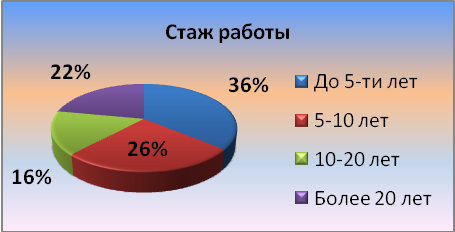 Стаж работы
22%
36%
26%
16%
До 5-ти лет
5-10 лет
10-20 лет
Более 20 лет